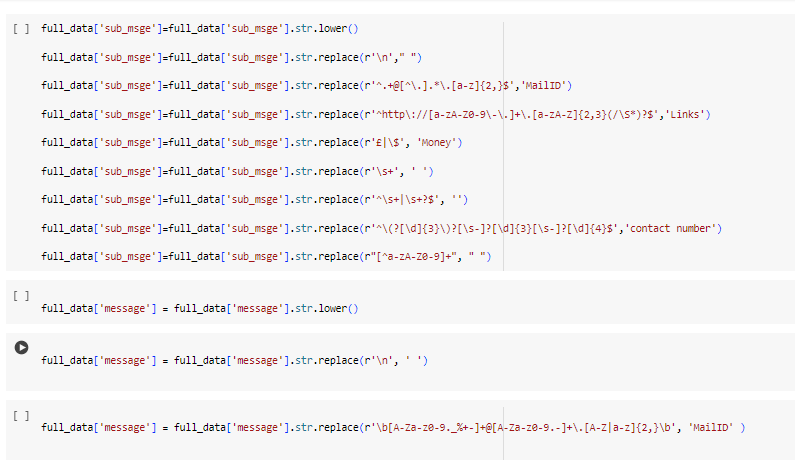 [ ] full_data['sub_msge']=full_data['sub_msge'].str.lower()
full_data['sub_msge']=full_data['sub_msge'].str.replace(r'\n'," ")
full_data['sub_msge']=full_data['sub_msge'].str.replace(r'^.+@[^\.].*\.[a-z]{2,}$','MailID')
full_data['sub_msge']=full_data['sub_msge'].str.replace(r'^http\://[a-zA-Z0-9\-\.]+\.[a-zA-Z]{2,3}(/\S*)?$','Links')
full_data['sub_msge']=full_data['sub_msge'].str.replace(r'£|\$', 'Money')
full_data['sub_msge']=full_data['sub_msge'].str.replace(r'\s+', ' ')
full_data['sub_msge']=full_data['sub_msge'].str.replace(r'^\s+|\s+?$', '')
full_data['sub_msge']=full_data['sub_msge'].str.replace(r'^\(?[\d]{3}\)?[\s-]?[\d]{3}[\s-]?[\d]{4}$','contact number')
full_data['sub_msge']=full_data['sub_msge'].str.replace(r"[^a-zA-Z0-9]+", " ")
[ ]
full_data['message'] = full_data['message'].str.lower()
full_data['message'] = full_data['message'].str.replace(r'\n', ' ')
[ ]
full_data['message'] = full_data['message'].str.replace(r'\b[A-Za-z0-9._%+-]+@[A-Za-z0-9.-]+\.[A-Z|a-z]{2,}\b', 'MailID' )